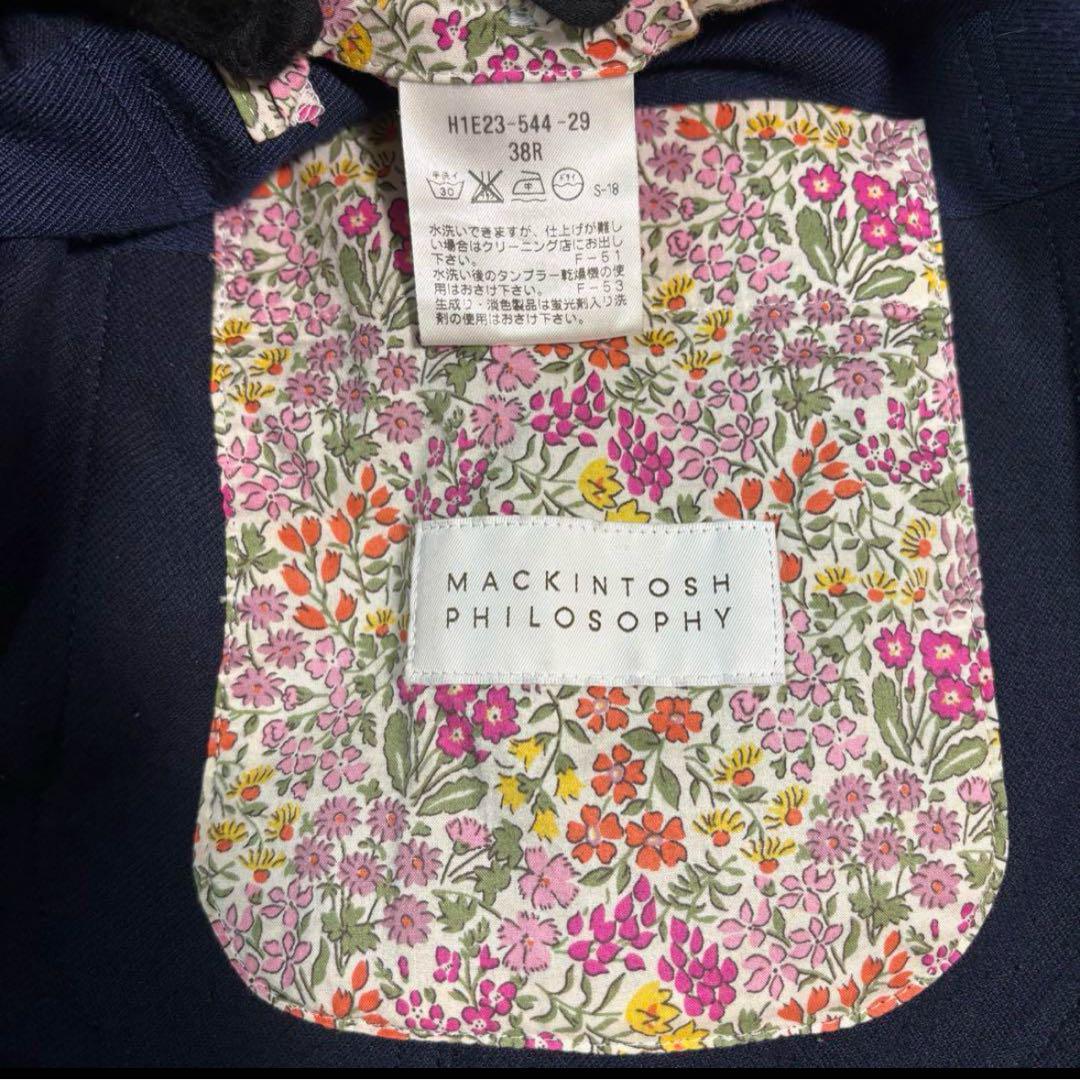 H1E23-544-29
38R
手洗イ 30 中 ドライ S-18
水洗いできますが、仕上げが難し
い場合はクリーニング店にお出し
下さい。 F-51
水洗い後のタンブラー乾燥機の使
用はおさけ下さい。 F-53
生成り・淡色製品は蛍光剤入り洗
剤の使用はおさけ下さい。
MACKINTOSH
PHILOSOPHY